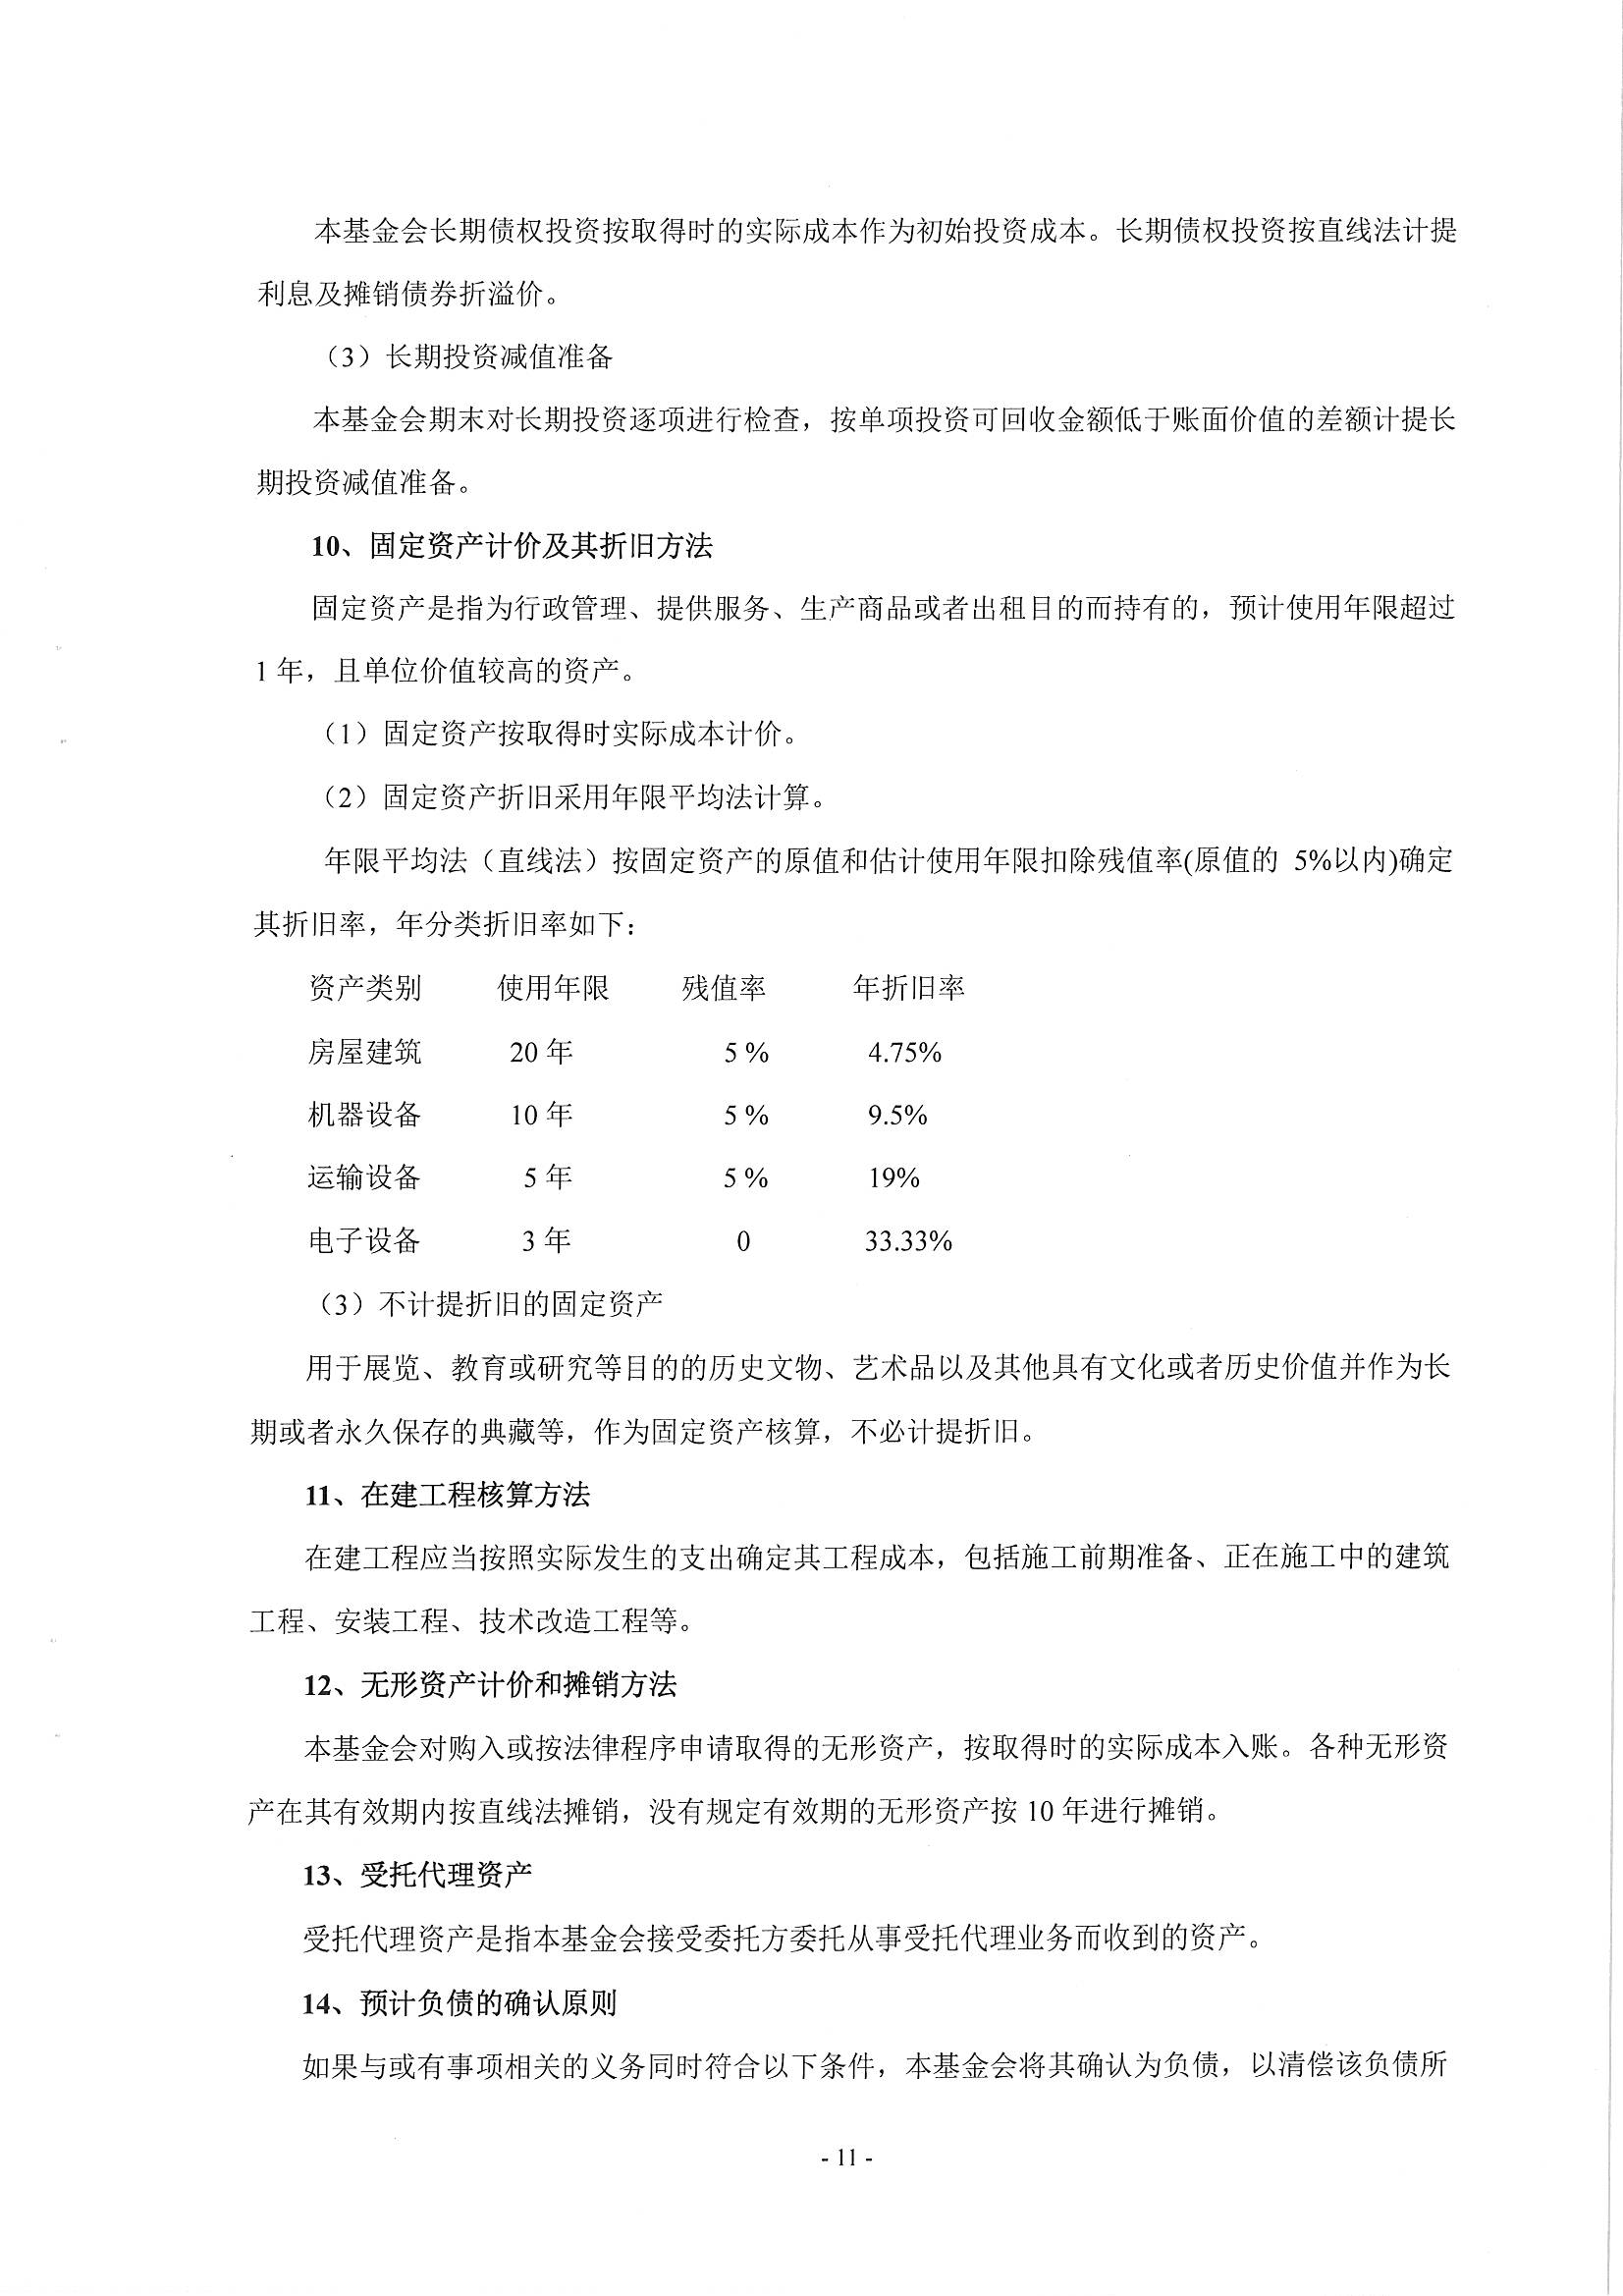 本基金会长期债权投资按取得时的实际成本作为初始投资成本。长期债权投资按直线法计提
利息及摊销债券折溢价。
（3）长期投资减值准备
本基金会期末对长期投资逐项进行检查，按单项投资可回收金额低于账面价值的差额计提长
期投资减值准备。
10、固定资产计价及其折旧方法
固定资产是指为行政管理、提供服务、生产商品或者出租目的而持有的，预计使用年限超过
1 年，且单位价值较高的资产。
（1）固定资产按取得时实际成本计价。
（2）固定资产折旧采用年限平均法计算。
年限平均法（直线法）按固定资产的原值和估计使用年限扣除残值率(原值的 5%以内)确定
其折旧率，年分类折旧率如下：
资产类别 使用年限 残值率 年折旧率
房屋建筑 20 年 5 % 4.75%
机器设备 10 年 5 % 9.5%
运输设备 5 年 5 % 19%
电子设备 3 年 0 33.33%
（3）不计提折旧的固定资产
用于展览、教育或研究等目的的历史文物、艺术品以及其他具有文化或者历史价值并作为长
期或者永久保存的典藏等，作为固定资产核算，不必计提折旧。
11、在建工程核算方法
在建工程应当按照实际发生的支出确定其工程成本，包括施工前期准备、正在施工中的建筑
工程、安装工程、技术改造工程等。
12、无形资产计价和摊销方法
本基金会对购入或按法律程序申请取得的无形资产，按取得时的实际成本入账。各种无形资
产在其有效期内按直线法摊销，没有规定有效期的无形资产按 10 年进行摊销。
13、受托代理资产
受托代理资产是指本基金会接受委托方委托从事受托代理业务而收到的资产。
14、预计负债的确认原则
如果与或有事项相关的义务同时符合以下条件，本基金会将其确认为负债，以清偿该负债所
- 11 -